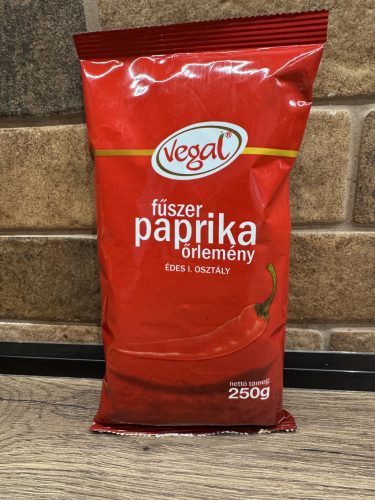 Vegal®
fűszer
paprika
őrlemény
ÉDES I. OSZTÁLY
nettó tömeg:
250g